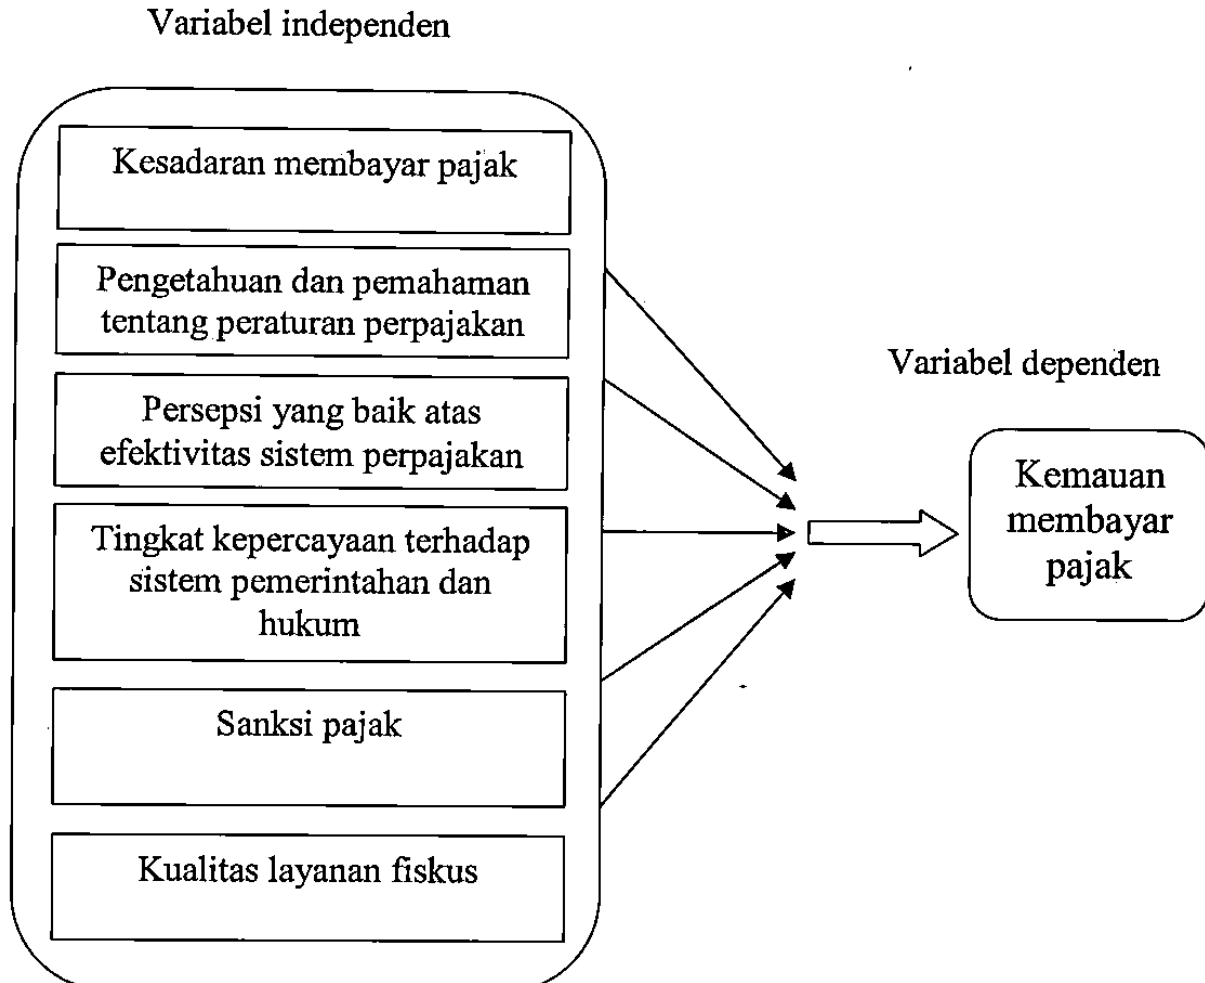 Variabel independen
Kesadaran membayar pajak
Pengetahuan dan pemahaman
tentang peraturan perpajakan
Persepsi yang baik atas
efektivitas sistem perpajakan
Tingkat kepercayaan terhadap
sistem pemerintahan dan
hukum
Sanksi pajak
Kualitas layanan fiskus
Variabel dependen
Kemauan
membayar
pajak